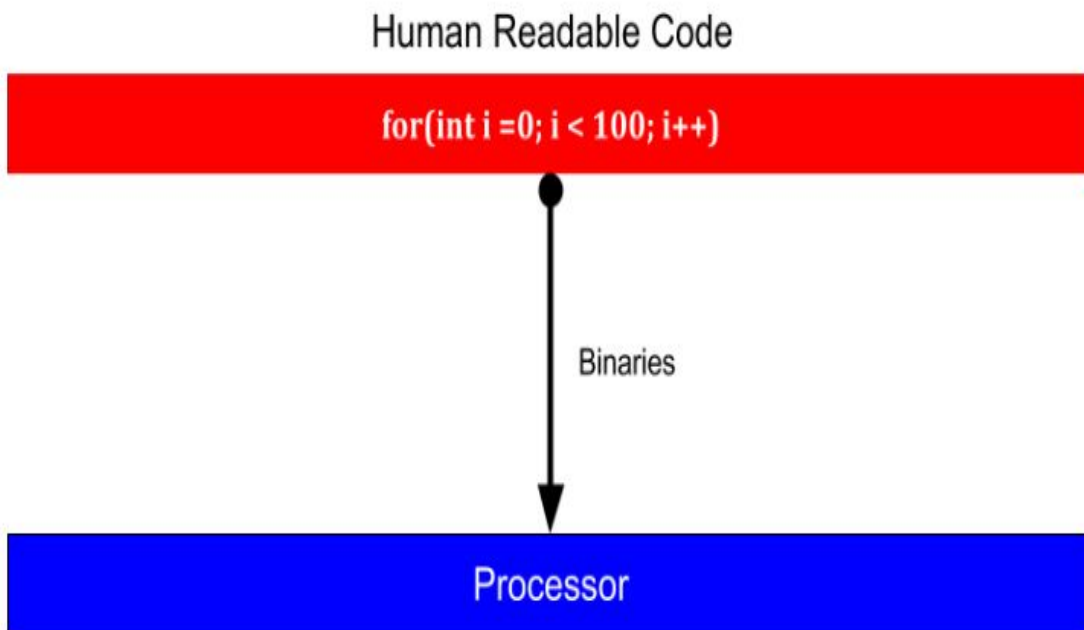 Human Readable Code
for(int i =0; i < 100; i++)
Binaries
Processor